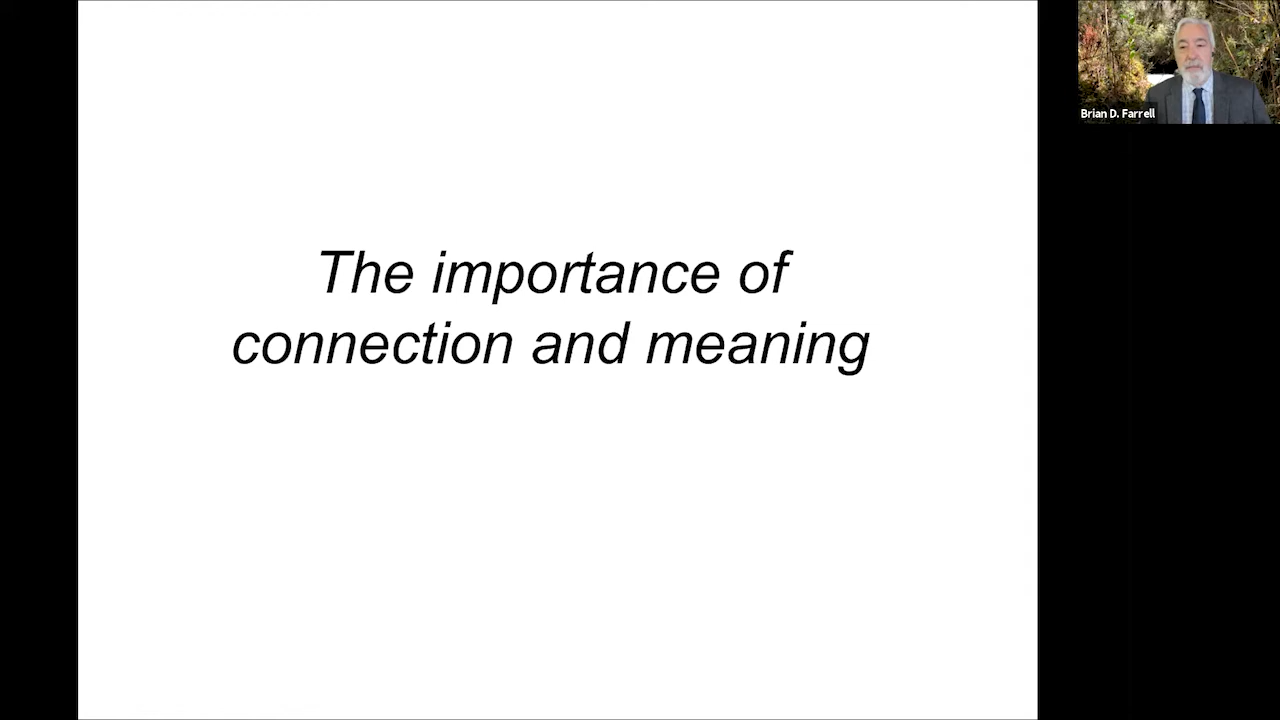 The importance of
connection and meaning
Brian D. Farrell